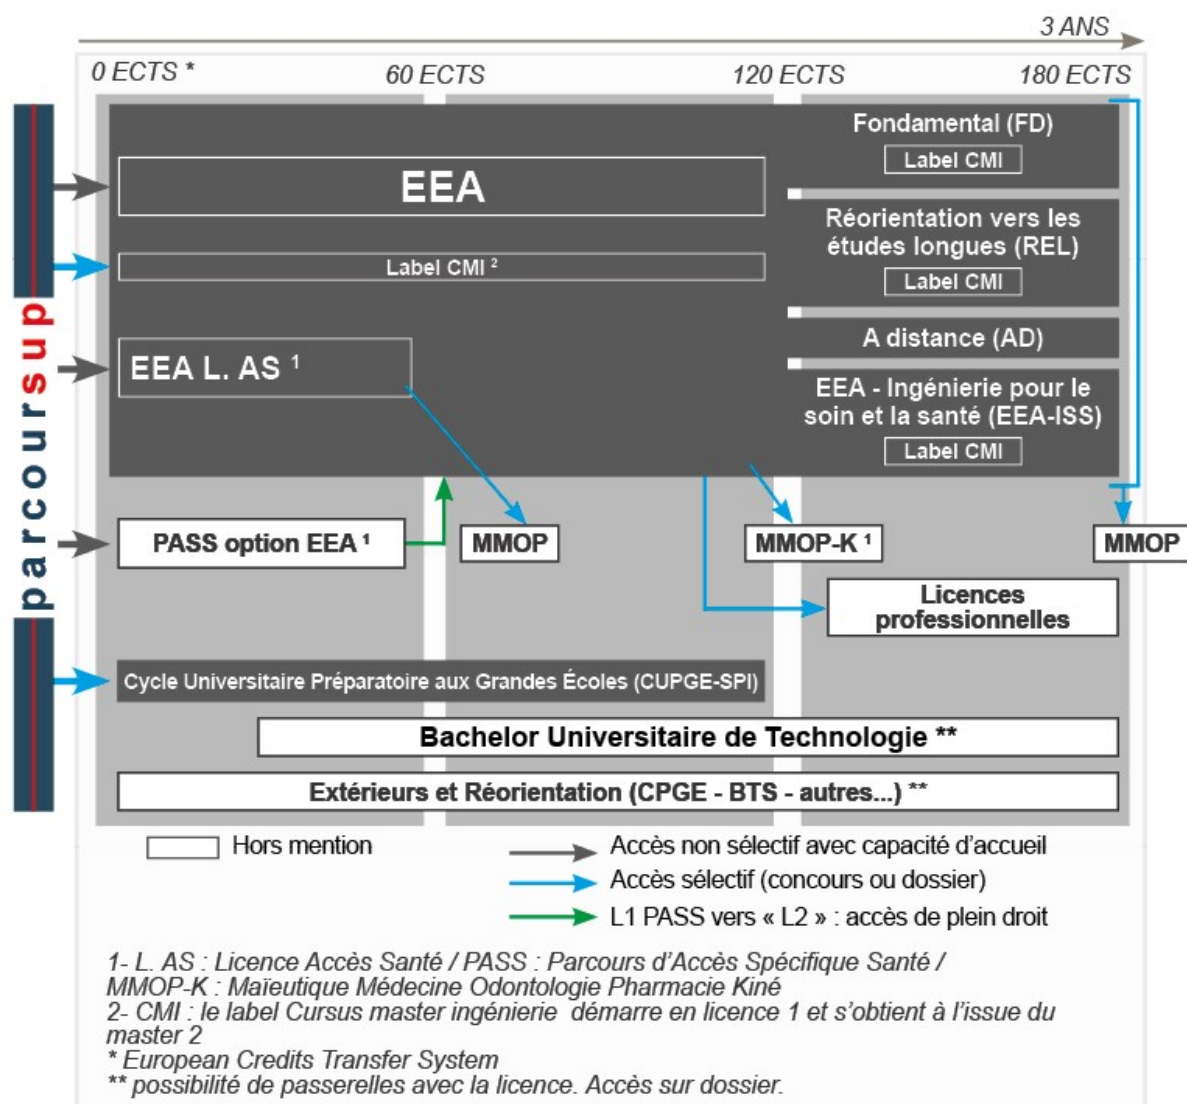 3 ANS
0 ECTS *
60 ECTS
120 ECTS
180 ECTS
parcoursup
Fondamental (FD)
Label CMI
EEA
Réorientation vers les
études longues (REL)
Label CMI
Label CMI ²
A distance (AD)
EEA L. AS ¹
EEA - Ingénierie pour le
soin et la santé (EEA-ISS)
Label CMI
PASS option EEA ¹
MMOP
MMOP-K ¹
MMOP
Licences
professionnelles
Cycle Universitaire Préparatoire aux Grandes Écoles (CUPGE-SPI)
Bachelor Universitaire de Technologie **
Extérieurs et Réorientation (CPGE - BTS - autres...) **
Hors mention
Accès non sélectif avec capacité d'accueil
Accès sélectif (concours ou dossier)
L1 PASS vers « L2 » : accès de plein droit
1- L. AS : Licence Accès Santé / PASS : Parcours d'Accès Spécifique Santé /
MMOP-K : Maïeutique Médecine Odontologie Pharmacie Kiné
2- CMI : le label Cursus master ingénierie démarre en licence 1 et s'obtient à l'issue du
master 2
* European Credits Transfer System
** possibilité de passerelles avec la licence. Accès sur dossier.